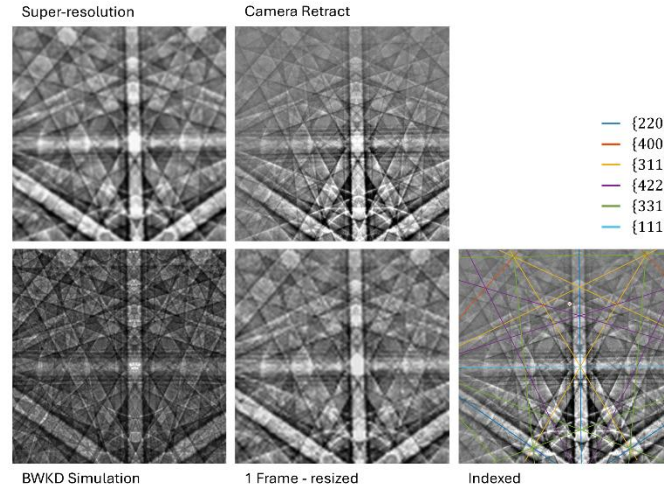 Super-resolution
Camera Retract
{220
{400
{311
{422
{331
{111
BWKD Simulation
1 Frame - resized
Indexed